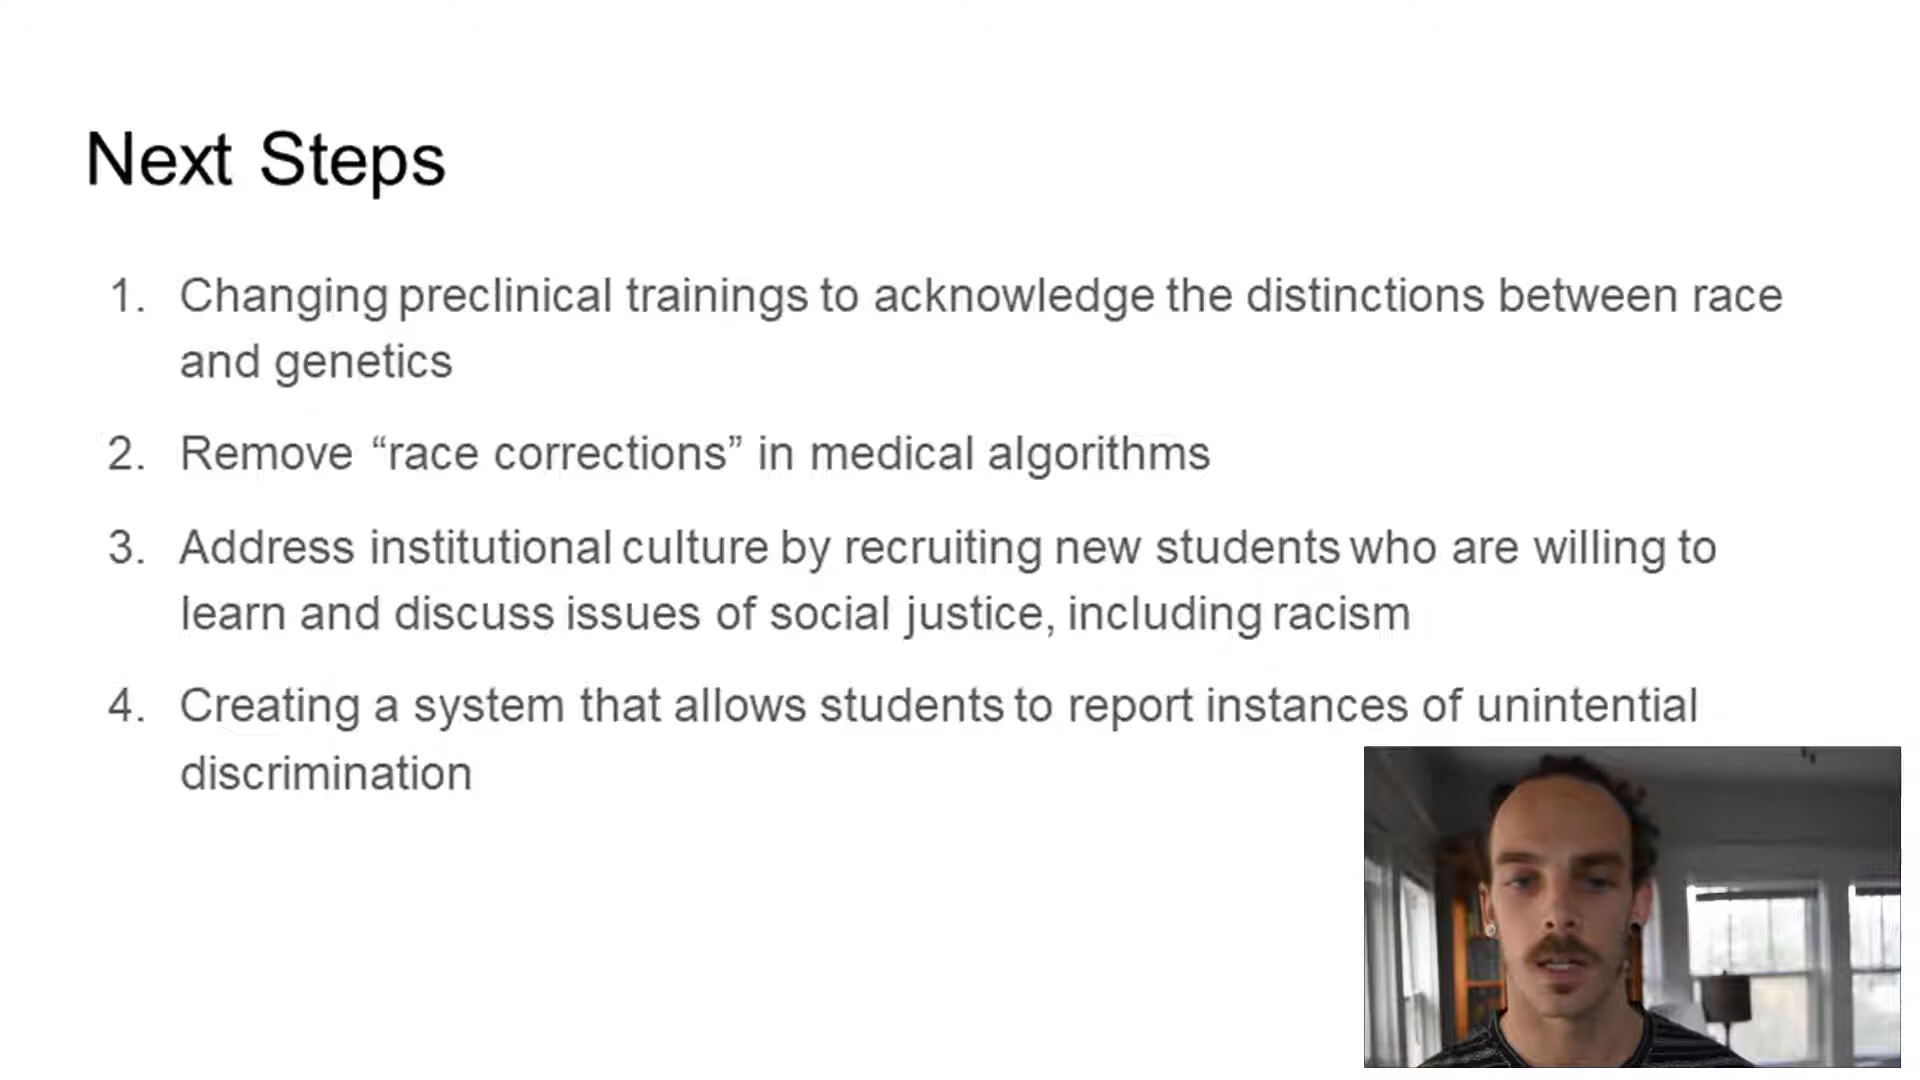 Next Steps
1. Changing preclinical trainings to acknowledge the distinctions between race
and genetics
2. Remove “race corrections” in medical algorithms
3. Address institutional culture by recruiting new students who are willing to
learn and discuss issues of social justice, including racism
4. Creating a system that allows students to report instances of unintential
discrimination